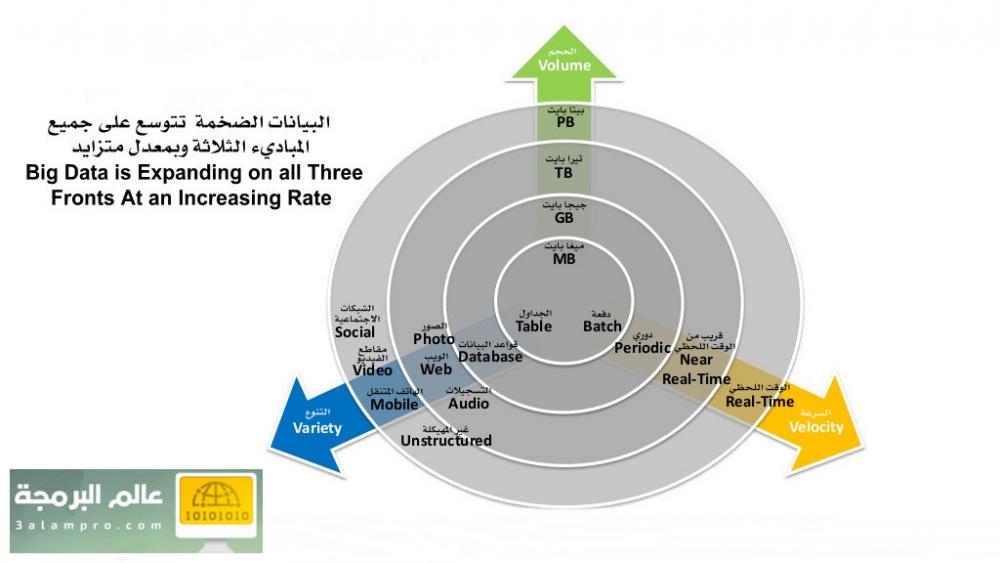 البيانات الضخمة تتوسع على جميع
المباديء الثلاثة وبمعدل متزايد
Big Data is Expanding on all Three
Fronts At an Increasing Rate
الحجم
Volume
بيتا بايت
PB
تيرا بايت
TB
جيجا بايت
GB
ميغا بايت
MB
الجداول
Table
دفعة
Batch
دوري
Periodic
قريب من
الوقت اللحظي
Near
Real-Time
الوقت اللحظي
Real-Time
السرعة
Velocity
الشبكات
الاجتماعية
Social
مقاطع
الفيديو
Video
الهاتف المتنقل
Mobile
الصور
Photo
الويب
Web
قواعد البيانات
Database
التسجيلات
Audio
غير المهيكلة
Unstructured
التنوع
Variety
عالم البرمجة
3alampro.com
10101010